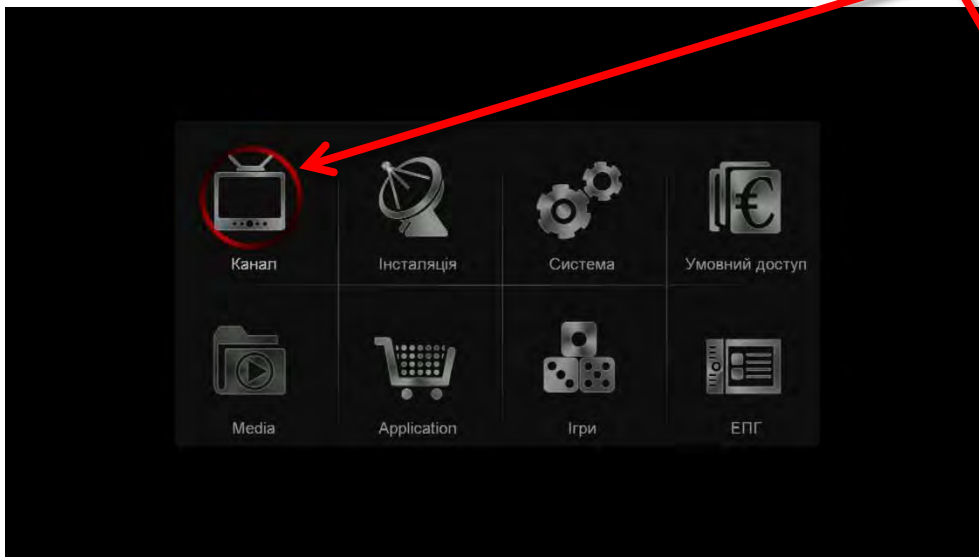 Канал Інсталяція Система Умовний доступ
Media Application Ігри ЕПГ